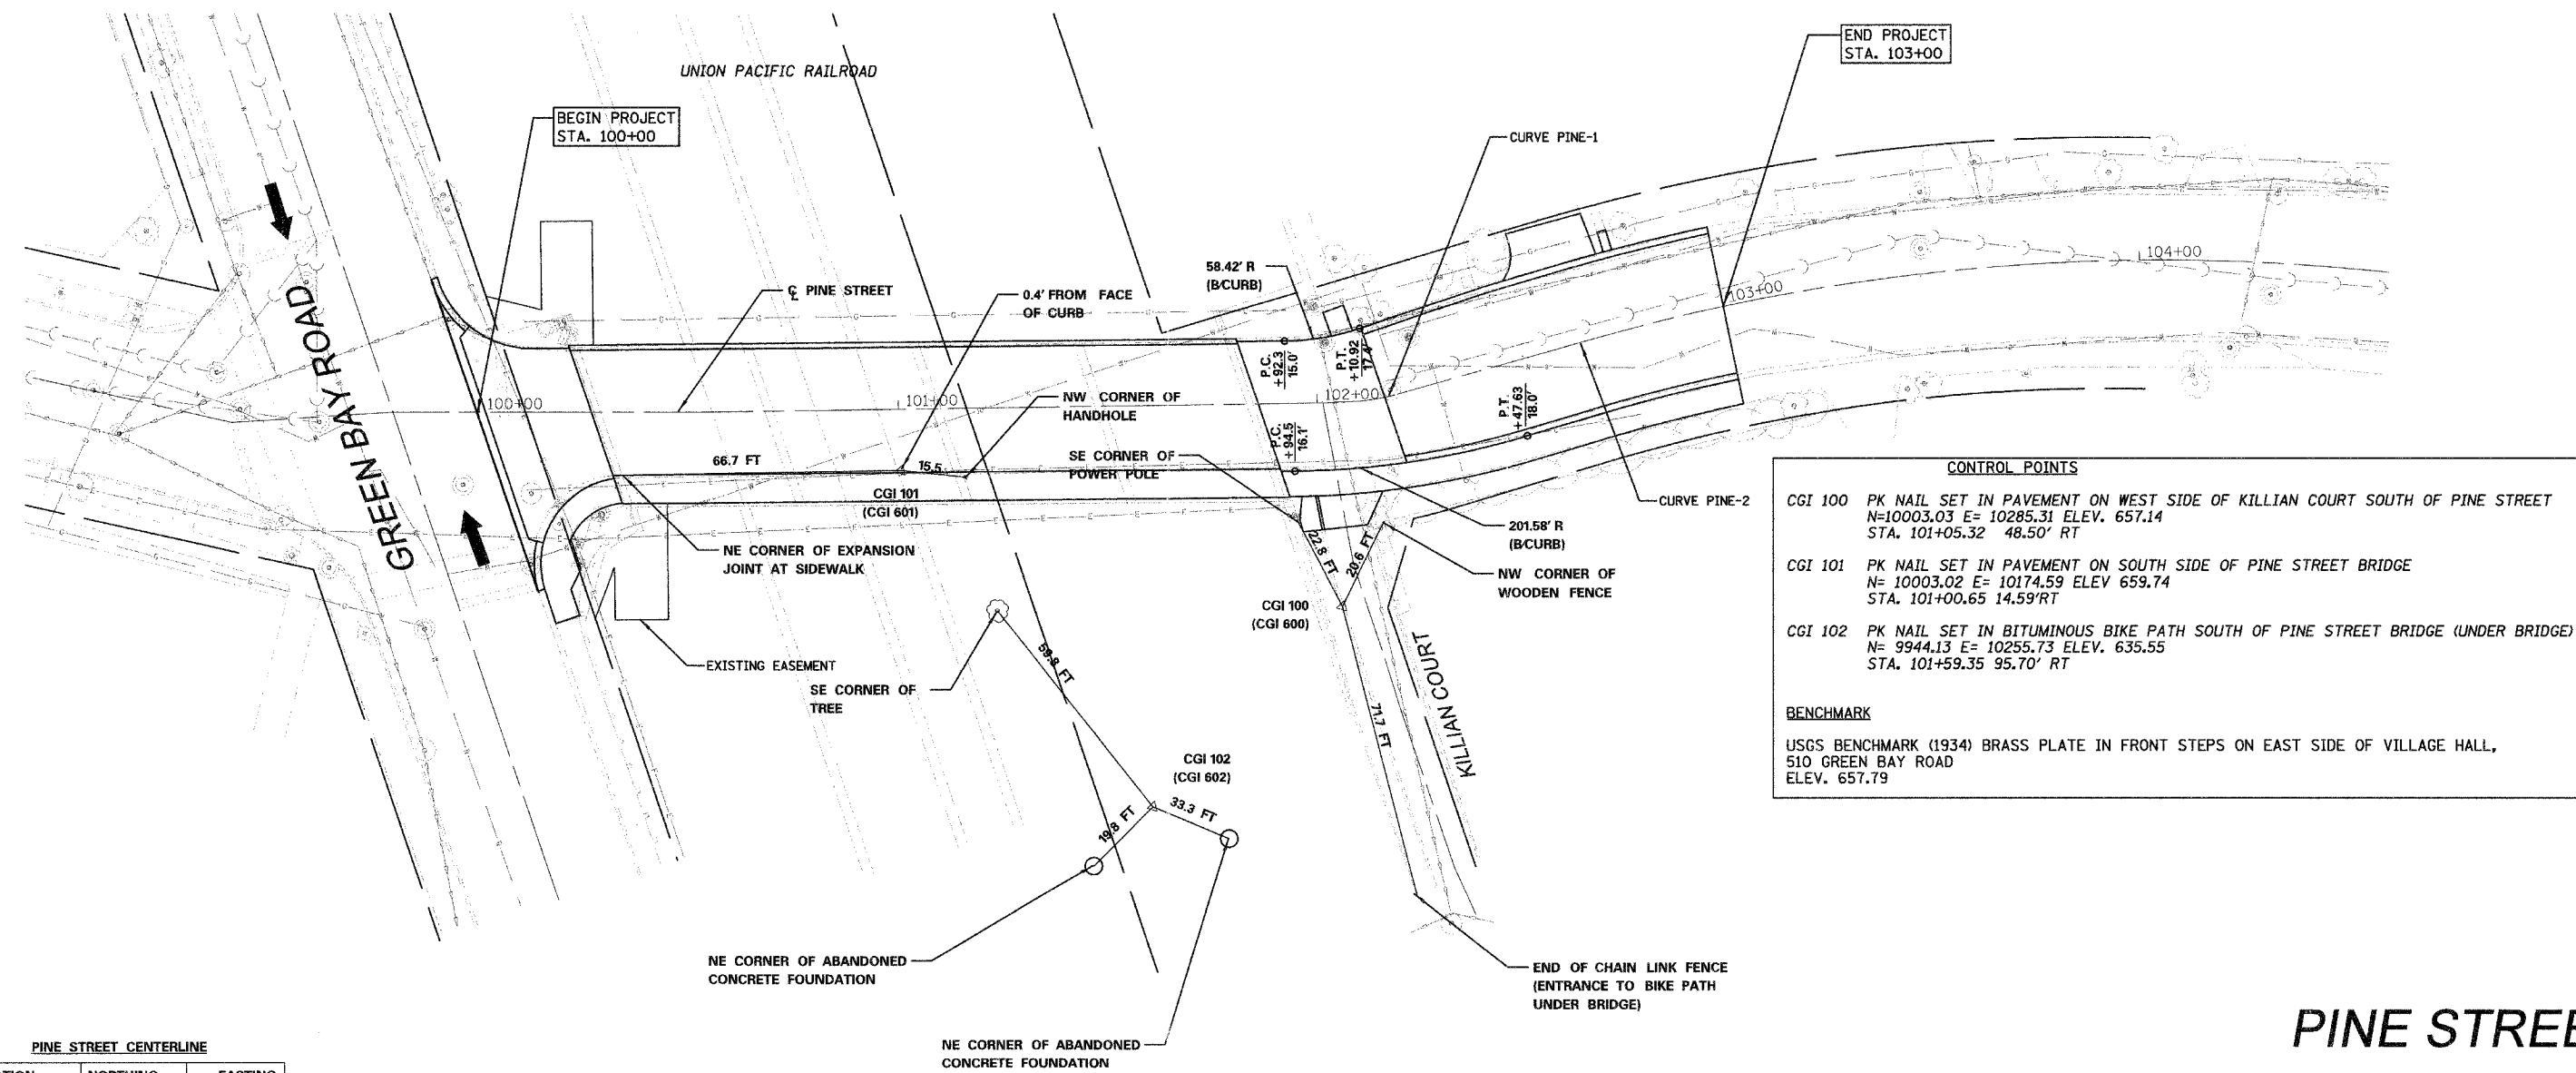 UNION PACIFIC RAILROAD
END PROJECT
STA. 103+00
BEGIN PROJECT
STA. 100+00
CURVE PINE-1
104+00
58.42' R
(B/CURB)
℄ PINE STREET
0.4' FROM FACE
OF CURB
103+00
GREEN BAY ROAD
P.C.
+92.3
15.0'
P.T.
+10.92
17.4'
100+00
101+00
102+00
NW CORNER OF
HANDHOLE
P.T.
+47.63
18.0'
P.C.
+94.5
16.1'
66.7 FT
15.5
SE CORNER OF
POWER POLE
CGI 101
(CGI 601)
CURVE PINE-2
201.58' R
(B/CURB)
NE CORNER OF EXPANSION
JOINT AT SIDEWALK
22.8 FT
20.6 FT
NW CORNER OF
WOODEN FENCE
CGI 100
(CGI 600)
EXISTING EASEMENT
SE CORNER OF
TREE
59.8 FT
71.7 FT
KILLIAN COURT
CGI 102
(CGI 602)
33.3 FT
19.8 FT
NE CORNER OF ABANDONED
CONCRETE FOUNDATION
END OF CHAIN LINK FENCE
(ENTRANCE TO BIKE PATH
UNDER BRIDGE)
NE CORNER OF ABANDONED
CONCRETE FOUNDATION
CONTROL POINTS
CGI 100 PK NAIL SET IN PAVEMENT ON WEST SIDE OF KILLIAN COURT SOUTH OF PINE STREET
N=10003.03 E= 10285.31 ELEV. 657.14
STA. 101+05.32 48.50' RT
CGI 101 PK NAIL SET IN PAVEMENT ON SOUTH SIDE OF PINE STREET BRIDGE
N= 10003.02 E= 10174.59 ELEV 659.74
STA. 101+00.65 14.59'RT
CGI 102 PK NAIL SET IN BITUMINOUS BIKE PATH SOUTH OF PINE STREET BRIDGE (UNDER BRIDGE)
N= 9944.13 E= 10255.73 ELEV. 635.55
STA. 101+59.35 95.70' RT
BENCHMARK
USGS BENCHMARK (1934) BRASS PLATE IN FRONT STEPS ON EAST SIDE OF VILLAGE HALL,
510 GREEN BAY ROAD
ELEV. 657.79
PINE STREE
PINE STREET CENTERLINE
NORTHING EASTING